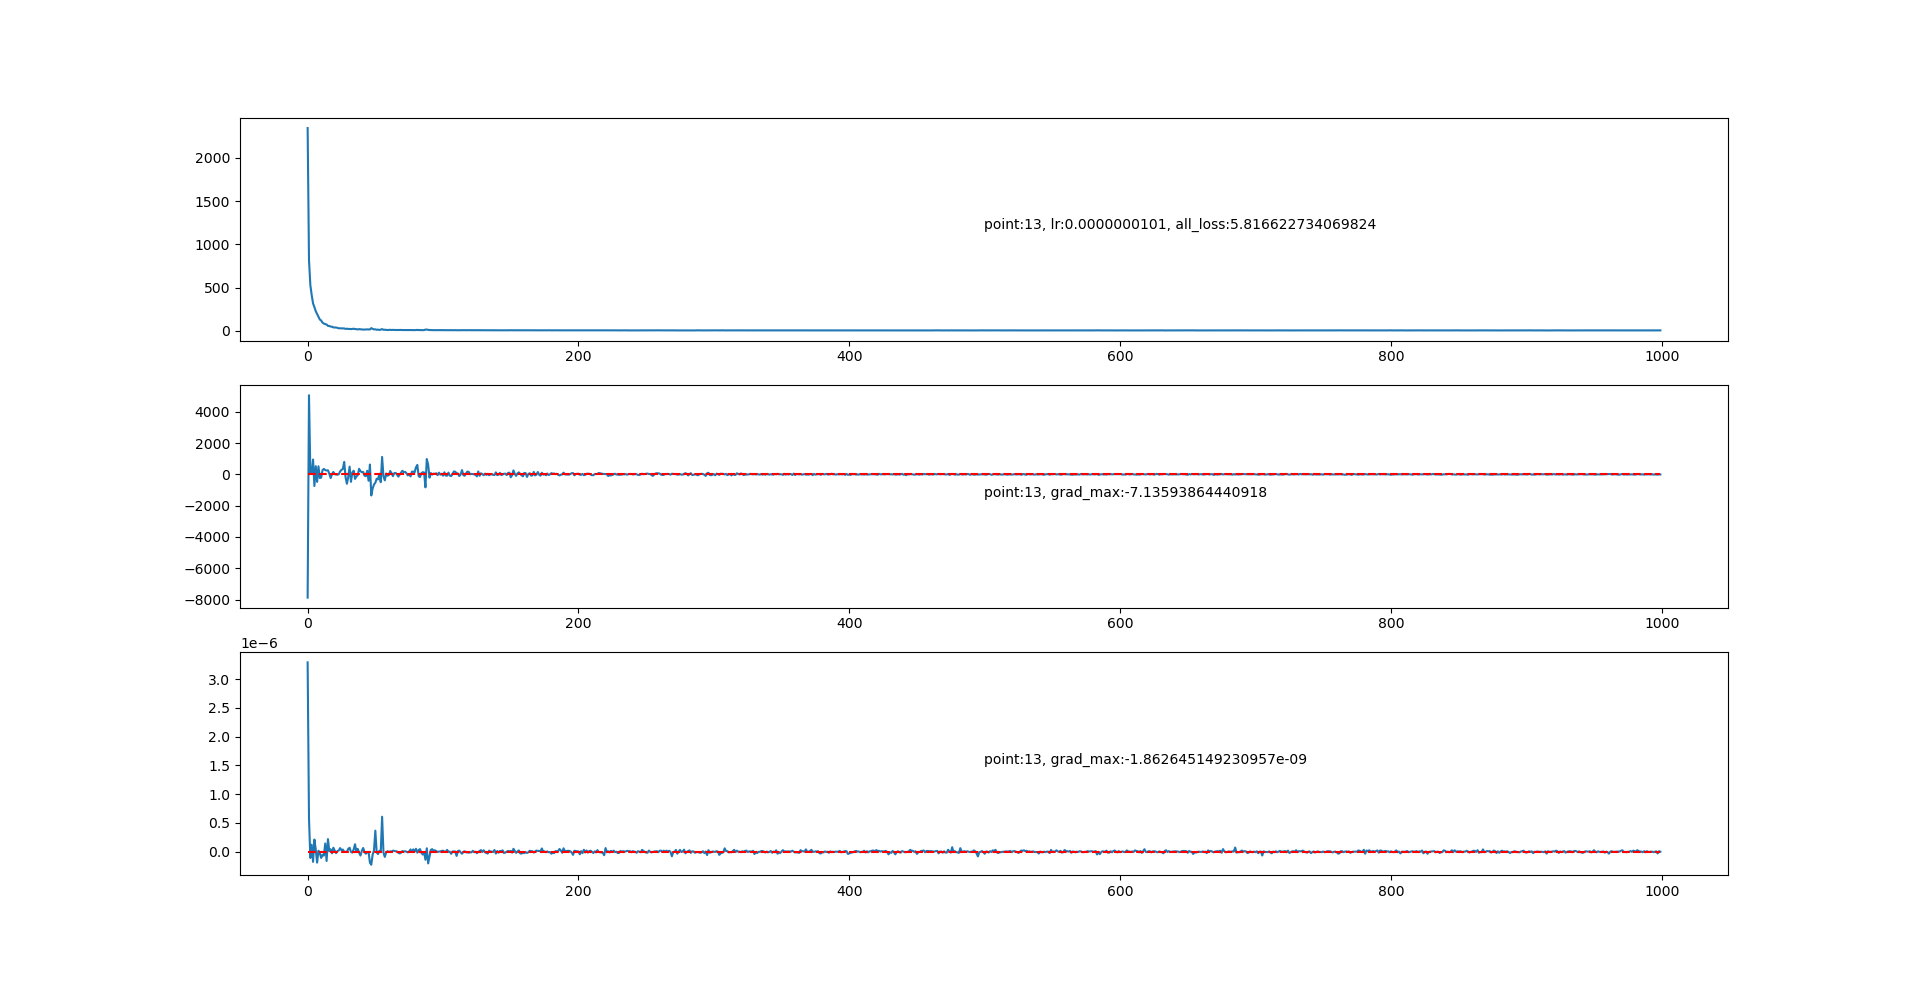 2000
1500
1000
500
0
point:13, lr:0.0000000101, all_loss:5.816622734069824
0 200 400 600 800 1000
4000
2000
0
−2000
−4000
−6000
−8000
point:13, grad_max:-7.13593864440918
0 200 400 600 800 1000
1e−6
3.0
2.5
2.0
1.5
1.0
0.5
0.0
point:13, grad_max:-1.862645149230957e-09
0 200 400 600 800 1000